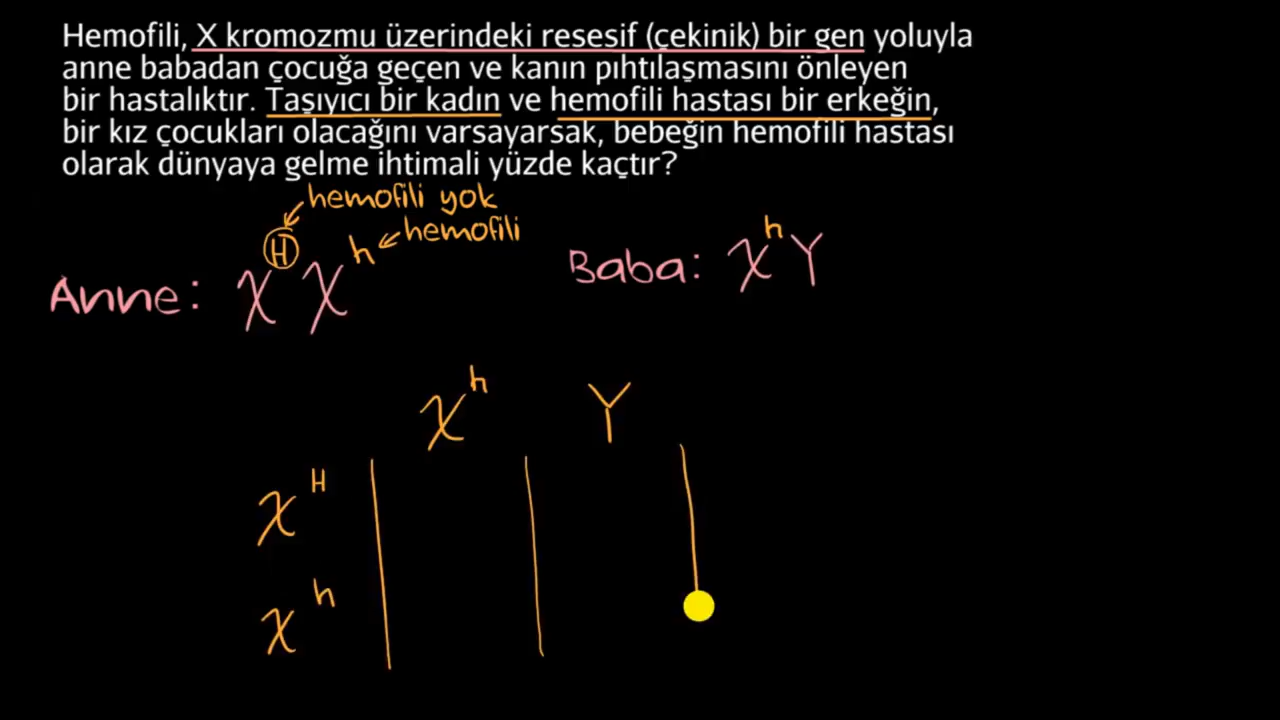 Hemofili, X kromozmu üzerindeki resesif (çekinik) bir gen yoluyla
anne babadan çocuğa geçen ve kanın pıhtılaşmasını önleyen
bir hastalıktır. Taşıyıcı bir kadın ve hemofili hastası bir erkeğin,
bir kız çocukları olacağını varsayarsak, bebeğin hemofili hastası
olarak dünyaya gelme ihtimali yüzde kaçtır?
hemofili yok
hemofili
Anne: X^H X^h
Baba: X^h Y
X^h Y
X^H
X^h